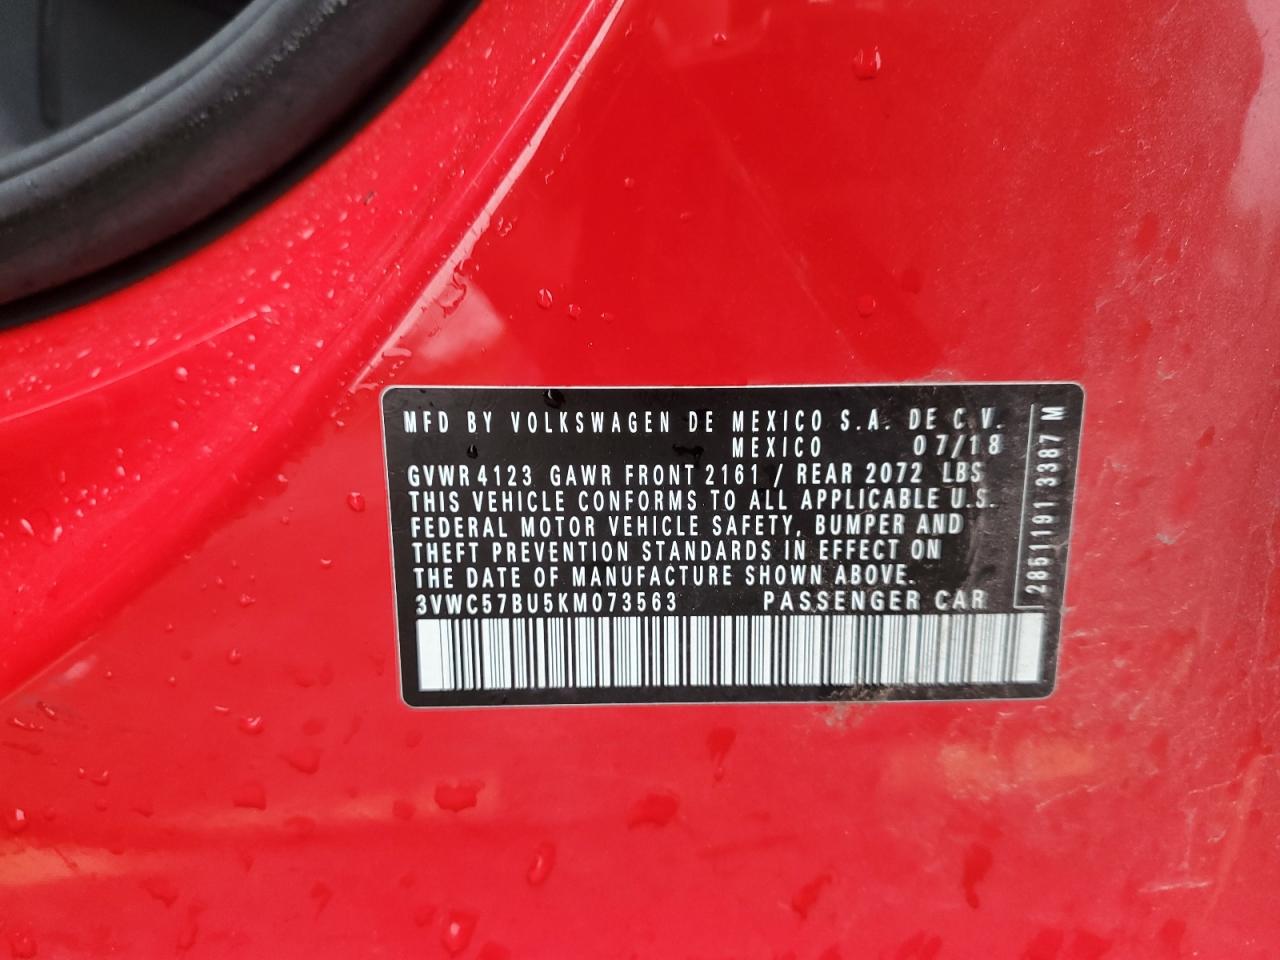 MFD BY VOLKSWAGEN DE MEXICO S.A. DE C.V.
MEXICO 07/18
GVWR 4123 GAWR FRONT 2161 / REAR 2072 LBS
THIS VEHICLE CONFORMS TO ALL APPLICABLE U.S.
FEDERAL MOTOR VEHICLE SAFETY, BUMPER AND
THEFT PREVENTION STANDARDS IN EFFECT ON
THE DATE OF MANUFACTURE SHOWN ABOVE.
3VWC57BU5KM073563 PASSENGER CAR
2851191 3387 M